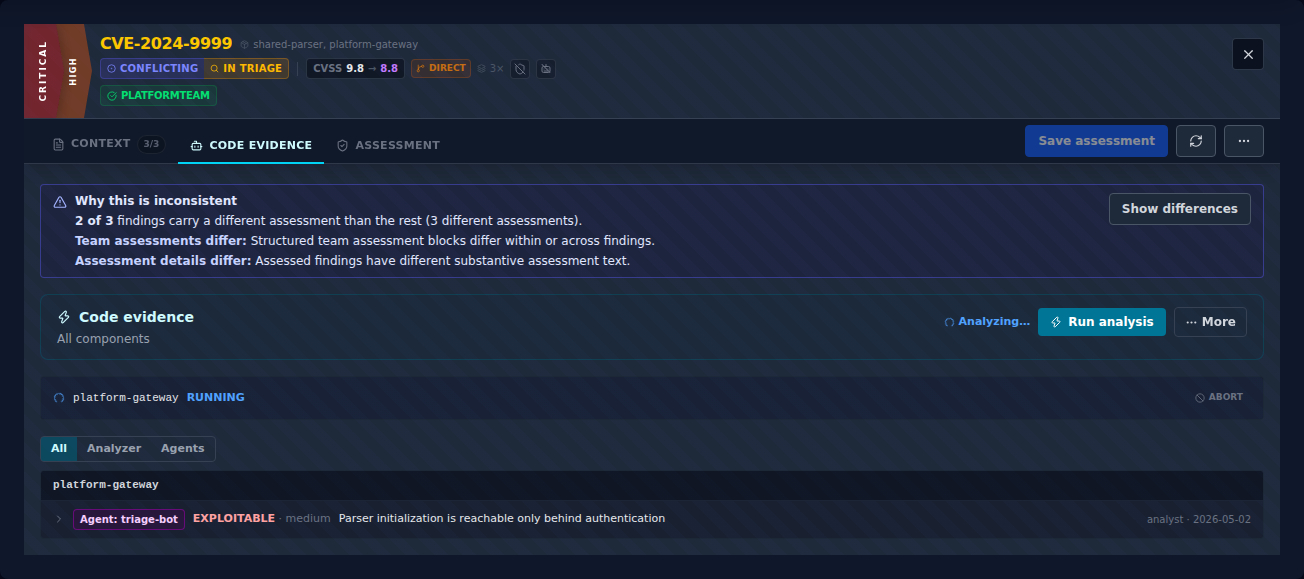 CRITICAL
HIGH
CVE-2024-9999 shared-parser, platform-gateway
CONFLICTING IN TRIAGE CVSS 9.8 → 8.8 DIRECT 3×
PLATFORMTEAM
CONTEXT 3/3 CODE EVIDENCE ASSESSMENT Save assessment
Why this is inconsistent
2 of 3 findings carry a different assessment than the rest (3 different assessments).
Show differences
Team assessments differ: Structured team assessment blocks differ within or across findings.
Assessment details differ: Assessed findings have different substantive assessment text.
Code evidence
All components
Analyzing… Run analysis ··· More
platform-gateway RUNNING ABORT
All Analyzer Agents
platform-gateway
Agent: triage-bot EXPLOITABLE · medium Parser initialization is reachable only behind authentication analyst · 2026-05-02